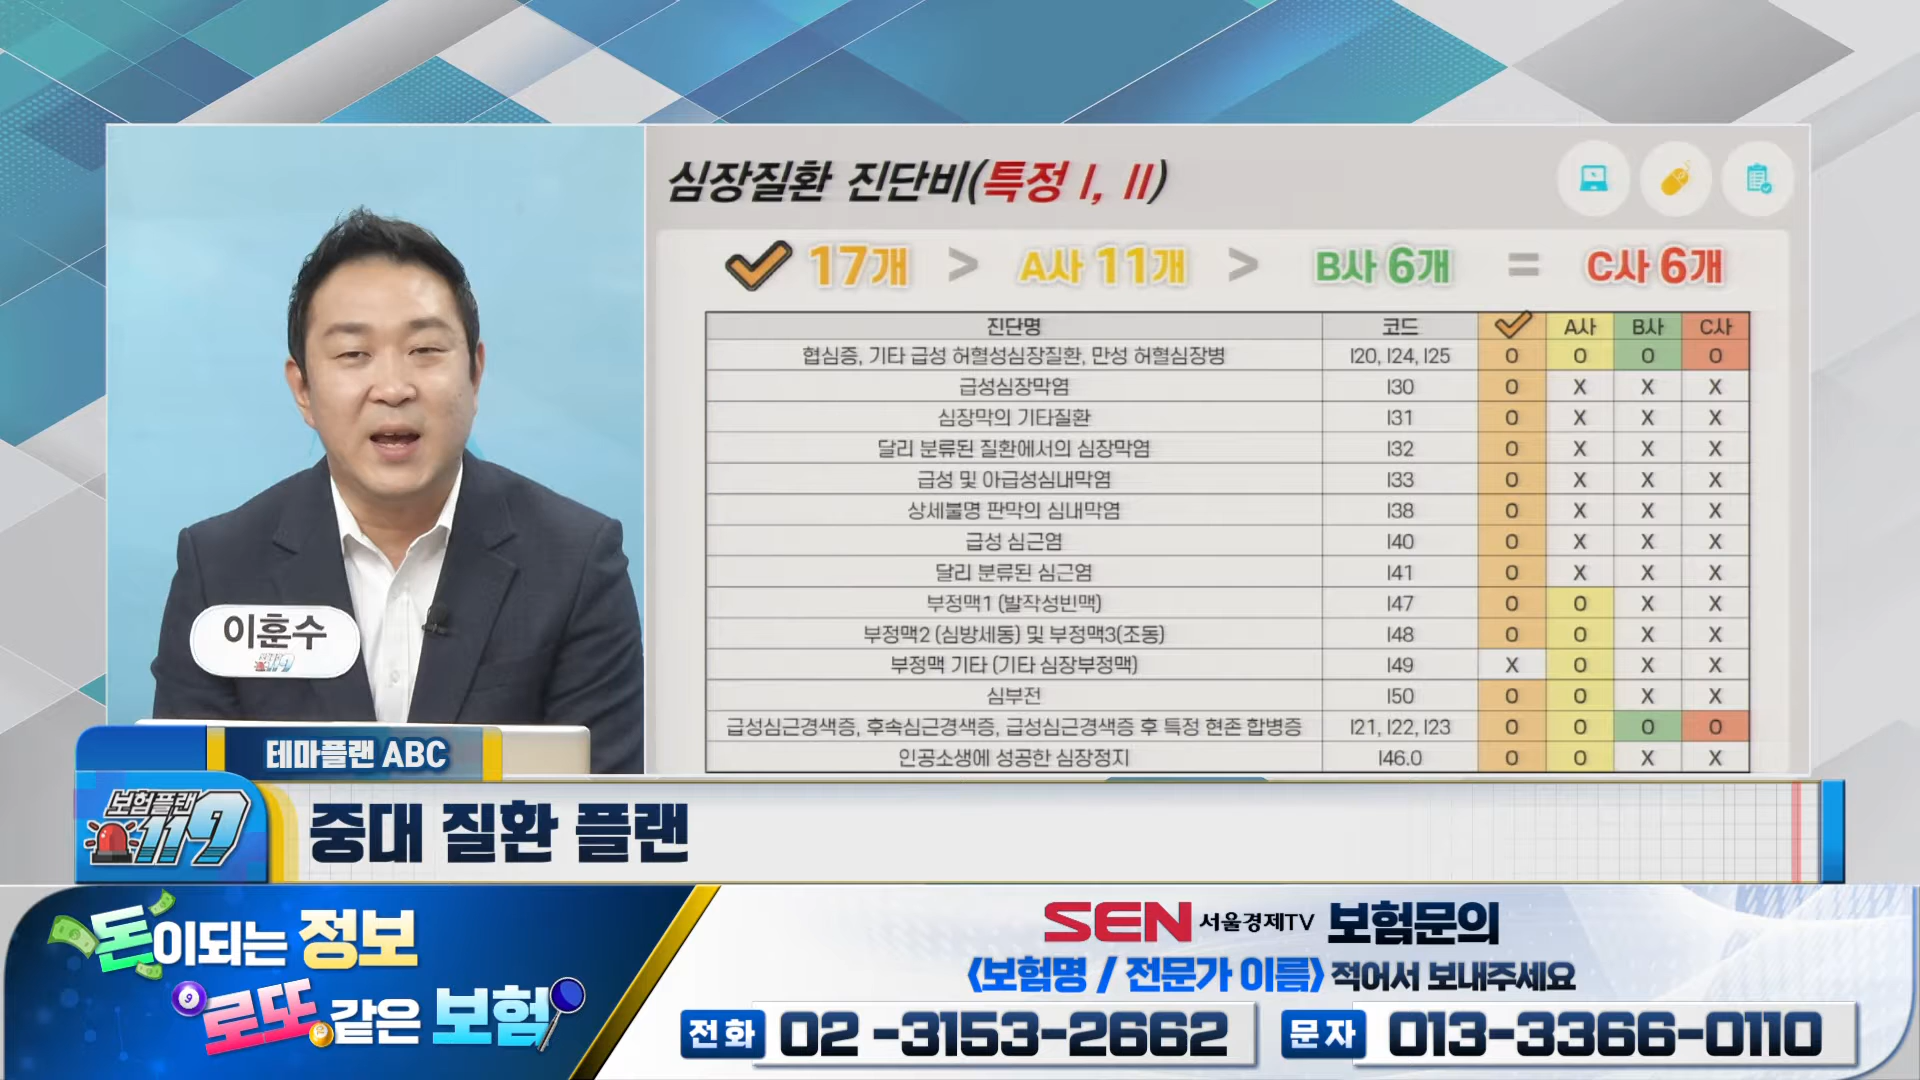 심장질환 진단비(특정 I, II)
17개 > A사 11개 > B사 6개 = C사 6개
진단명 코드 A사 B사 C사
협심증, 기타 급성 허혈성심장질환, 만성 허혈심장병 I20, I24, I25 O O O O
급성심장막염 I30 O X X X
심장막의 기타질환 I31 O X X X
달리 분류된 질환에서의 심장막염 I32 O X X X
급성 및 아급성심내막염 I33 O X X X
상세불명 판막의 심내막염 I38 O X X X
급성 심근염 I40 O X X X
달리 분류된 심근염 I41 O X X X
부정맥1 (발작성빈맥) I47 O O X X
부정맥2 (심방세동) 및 부정맥3(조동) I48 O O X X
부정맥 기타 (기타 심장부정맥) I49 X O X X
심부전 I50 O O X X
급성심근경색증, 후속심근경색증, 급성심근경색증 후 특정 현존 합병증 I21, I22, I23 O O O O
인공소생에 성공한 심장정지 I46.0 O O X X
이훈수
보험플랜 119
테마플랜 ABC
보험플랜 119
중대 질환 플랜
돈이되는 정보
로또 같은 보험
SEN 서울경제TV 보험문의
<보험명 / 전문가 이름> 적어서 보내주세요
전화 02-3153-2662 문자 013-3366-0110